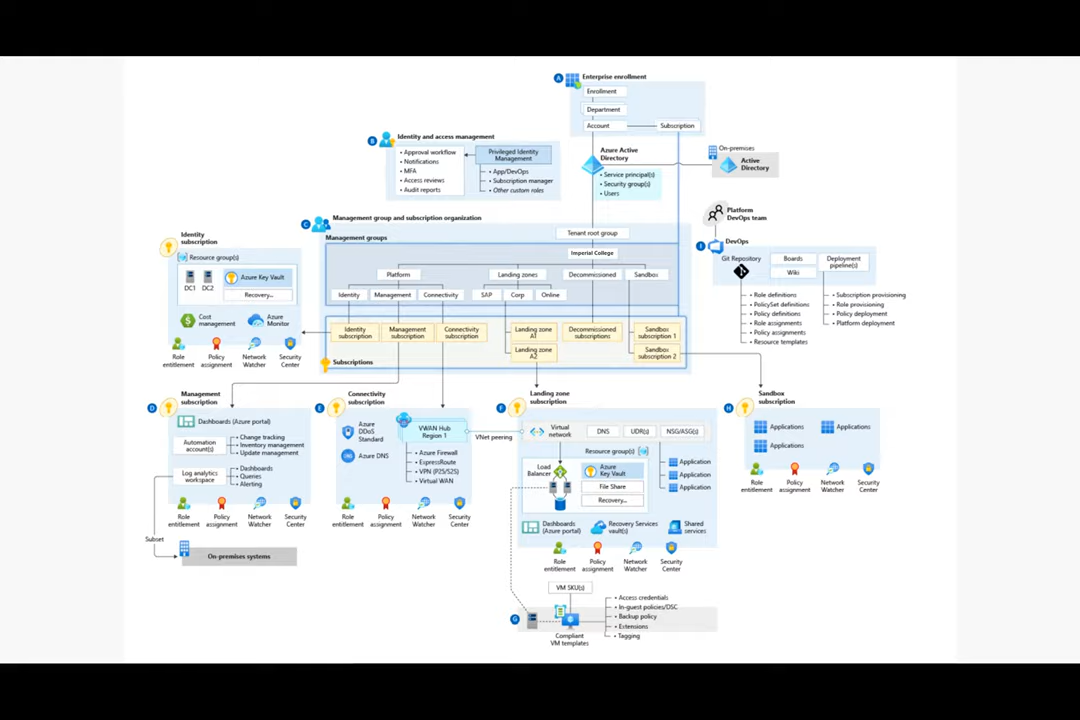 A
Enterprise enrollment
Enrollment
Department
Account
Subscription
B
Identity and access management
• Approval workflow
• Notifications
• MFA
• Access reviews
• Audit reports
Privileged Identity
Management
• App/DevOps
• Subscription manager
• Other custom roles
Azure Active
Directory
• Service principal(s)
• Security group(s)
• Users
On-premises
Active
Directory
C
Management group and subscription organization
Management groups
Tenant root group
Imperial College
Platform
Landing zones
Decommissioned
Sandbox
Identity
Management
Connectivity
SAP
Corp
Online
Identity
subscription
Management
subscription
Connectivity
subscription
Landing zone
A1
Landing zone
A2
Decommissioned
subscriptions
Sandbox
subscription 1
Sandbox
subscription 2
Subscriptions
Platform
DevOps team
I
DevOps
Git Repository
Boards
Wiki
Deployment
pipeline(s)
• Role definitions
• PolicySet definitions
• Policy definitions
• Role assignments
• Policy assignments
• Resource templates
• Subscription provisioning
• Role provisioning
• Policy deployment
• Platform deployment
Identity
subscription
Resource group(s)
DC1
DC2
Azure Key Vault
Recovery...
Cost
management
Azure
Monitor
Role
entitlement
Policy
assignment
Network
Watcher
Security
Center
D
Management
subscription
Dashboards (Azure portal)
Automation
account(s)
• Change tracking
• Inventory management
• Update management
Log analytics
workspace
• Dashboards
• Queries
• Alerting
Role
entitlement
Policy
assignment
Network
Watcher
Security
Center
Subset
On-premises systems
E
Connectivity
subscription
Azure
DDoS
Standard
Azure DNS
DNS
VWAN Hub
Region 1
• Azure Firewall
• ExpressRoute
• VPN (P2S/S2S)
• Virtual WAN
VNet peering
Role
entitlement
Policy
assignment
Network
Watcher
Security
Center
F
Landing zone
subscription
Virtual
network
DNS
UDR(s)
NSG/ASG(s)
Resource group(s)
Load
Balancer
Azure
Key Vault
File Share
Recovery...
Application
Application
Application
Dashboards
(Azure portal)
Recovery Services
vault(s)
Shared
services
Role
entitlement
Policy
assignment
Network
Watcher
Security
Center
G
VM SKU(s)
Compliant
VM templates
• Access credentials
• In-guest policies/DSC
• Backup policy
• Extensions
• Tagging
H
Sandbox
subscription
Applications
Applications
Applications
Role
entitlement
Policy
assignment
Network
Watcher
Security
Center